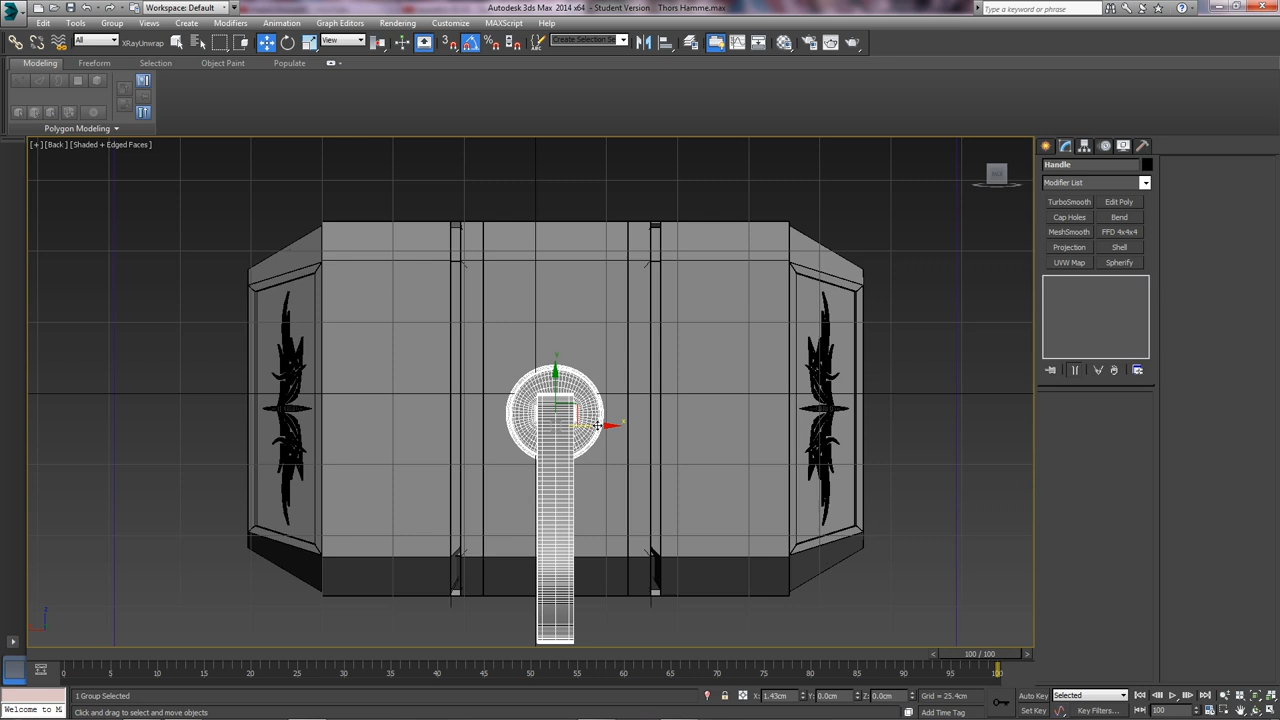 Workspace: Default
Autodesk 3ds Max 2014 x64 - Student Version Thors Hamme.max
Type a keyword or phrase
Edit Tools Group Views Create Modifiers Animation Graph Editors Rendering Customize MAXScript Help
All XRayUnwrap View Create Selection Se
Modeling Freeform Selection Object Paint Populate
Polygon Modeling
[+] [Back] [Shaded + Edged Faces]
Handle
Modifier List
TurboSmooth Edit Poly
Cap Holes Bend
MeshSmooth FFD 4x4x4
Projection Shell
UVW Map Spherify
100 / 100
0 5 10 15 20 25 30 35 40 45 50 55 60 65 70 75 80 85 90 95 100
1 Group Selected X: 1.43cm Y: 0.0cm Z: 0.0cm Grid = 25.4cm Auto Key Selected
Welcome to M Click and drag to select and move objects Add Time Tag Set Key Key Filters... 100